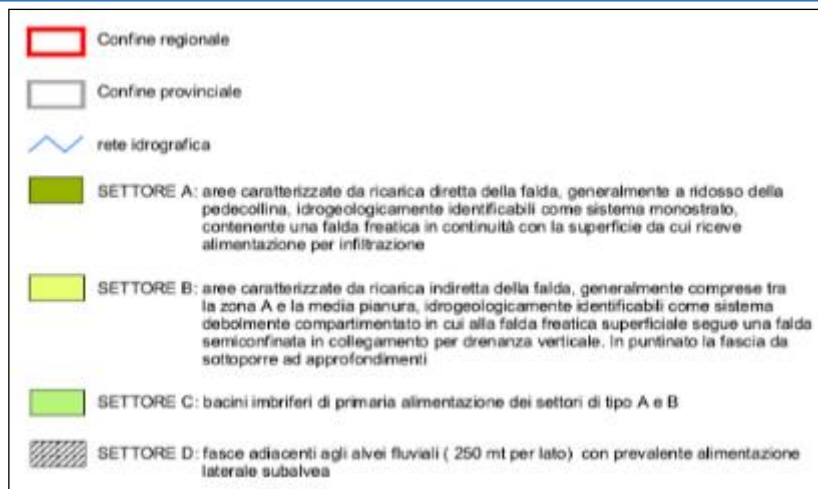 Confine regionale
Confine provinciale
rete idrografica
SETTORE A: aree caratterizzate da ricarica diretta della falda, generalmente a ridosso della
pedecollina, idrogeologicamente identificabili come sistema monostrato,
contenente una falda freatica in continuità con la superficie da cui riceve
alimentazione per infiltrazione
SETTORE B: aree caratterizzate da ricarica indiretta della falda, generalmente comprese tra
la zona A e la media pianura, idrogeologicamente identificabili come sistema
debolmente compartimentato in cui alla falda freatica superficiale segue una falda
semiconfinata in collegamento per drenanza verticale. In puntinato la fascia da
sottoporre ad approfondimenti
SETTORE C: bacini imbriferi di primaria alimentazione dei settori di tipo A e B
SETTORE D: fasce adiacenti agli alvei fluviali ( 250 mt per lato) con prevalente alimentazione
laterale subalvea